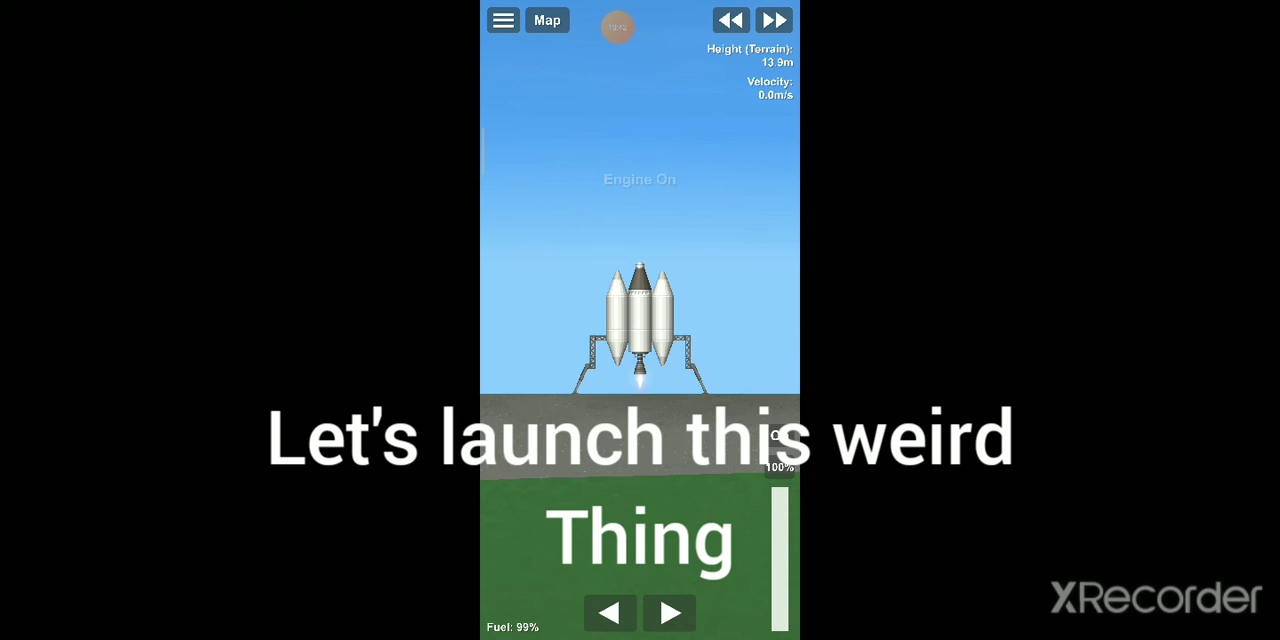 Map
Height (Terrain):
13.9m
Velocity:
0.0m/s
Engine On
Let's launch this weird
Thing
100%
Fuel: 99%
XRecorder